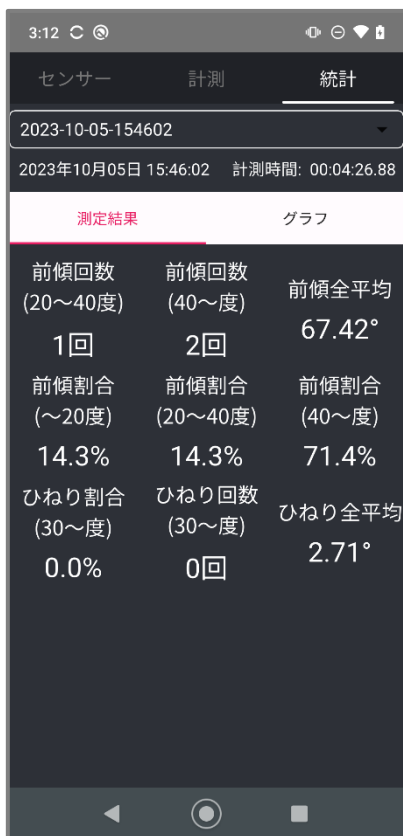 3:12
センサー 計測 統計
2023-10-05-154602
2023年10月05日 15:46:02 計測時間: 00:04:26.88
測定結果 グラフ
前傾回数 前傾回数 前傾全平均
(20〜40度) (40〜度)
1回 2回 67.42°
前傾割合 前傾割合 前傾割合
(〜20度) (20〜40度) (40〜度)
14.3% 14.3% 71.4%
ひねり割合 ひねり回数 ひねり全平均
(30〜度) (30〜度)
0.0% 0回 2.71°